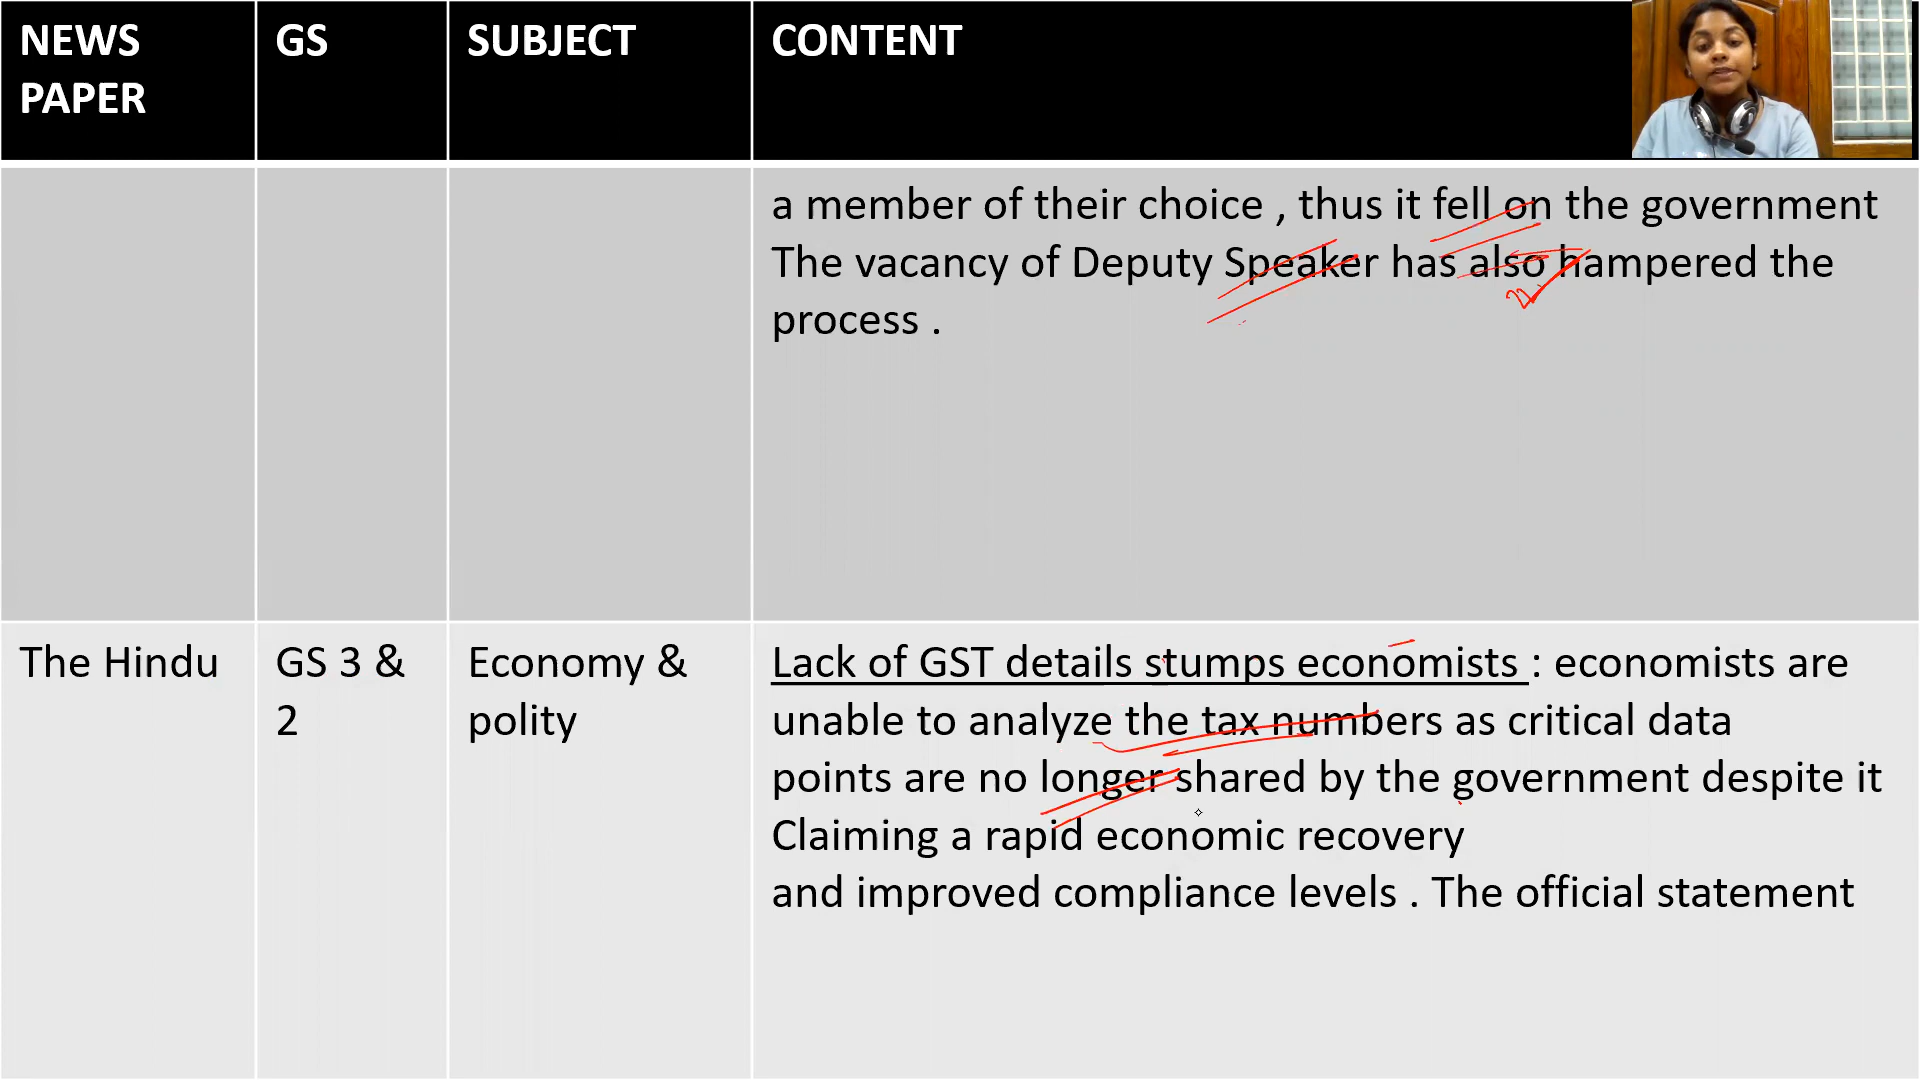 NEWS
PAPER
GS
SUBJECT
CONTENT
a member of their choice , thus it fell on the government
The vacancy of Deputy Speaker has also hampered the
process .
The Hindu
GS 3 &
2
Economy &
polity
Lack of GST details stumps economists : economists are
unable to analyze the tax numbers as critical data
points are no longer shared by the government despite it
Claiming a rapid economic recovery
and improved compliance levels . The official statement